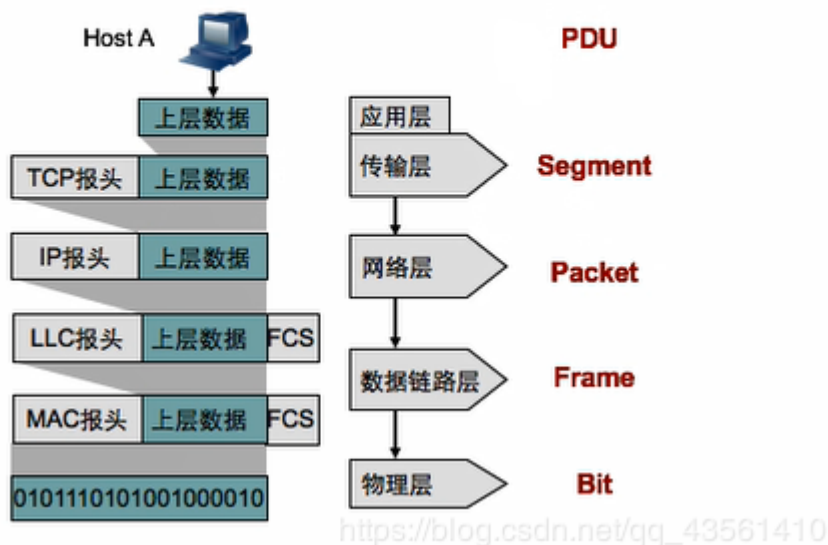 Host A
PDU
上层数据
应用层
TCP报头 上层数据
传输层
Segment
IP报头 上层数据
网络层
Packet
LLC报头 上层数据 FCS
数据链路层
Frame
MAC报头 上层数据 FCS
物理层
Bit
0101110101001000010
https://blog.csdn.net/qq_43561410